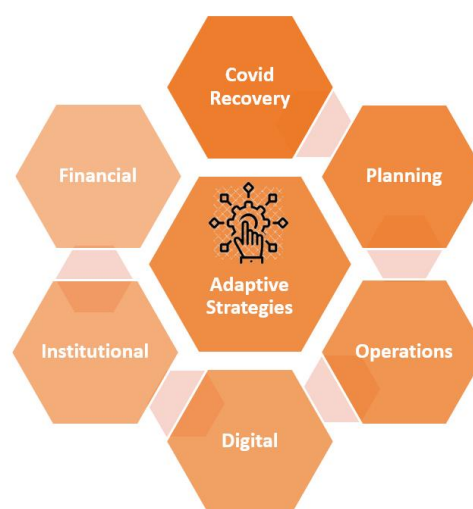 Covid
Recovery
Financial
Planning
Adaptive
Strategies
Institutional
Operations
Digital